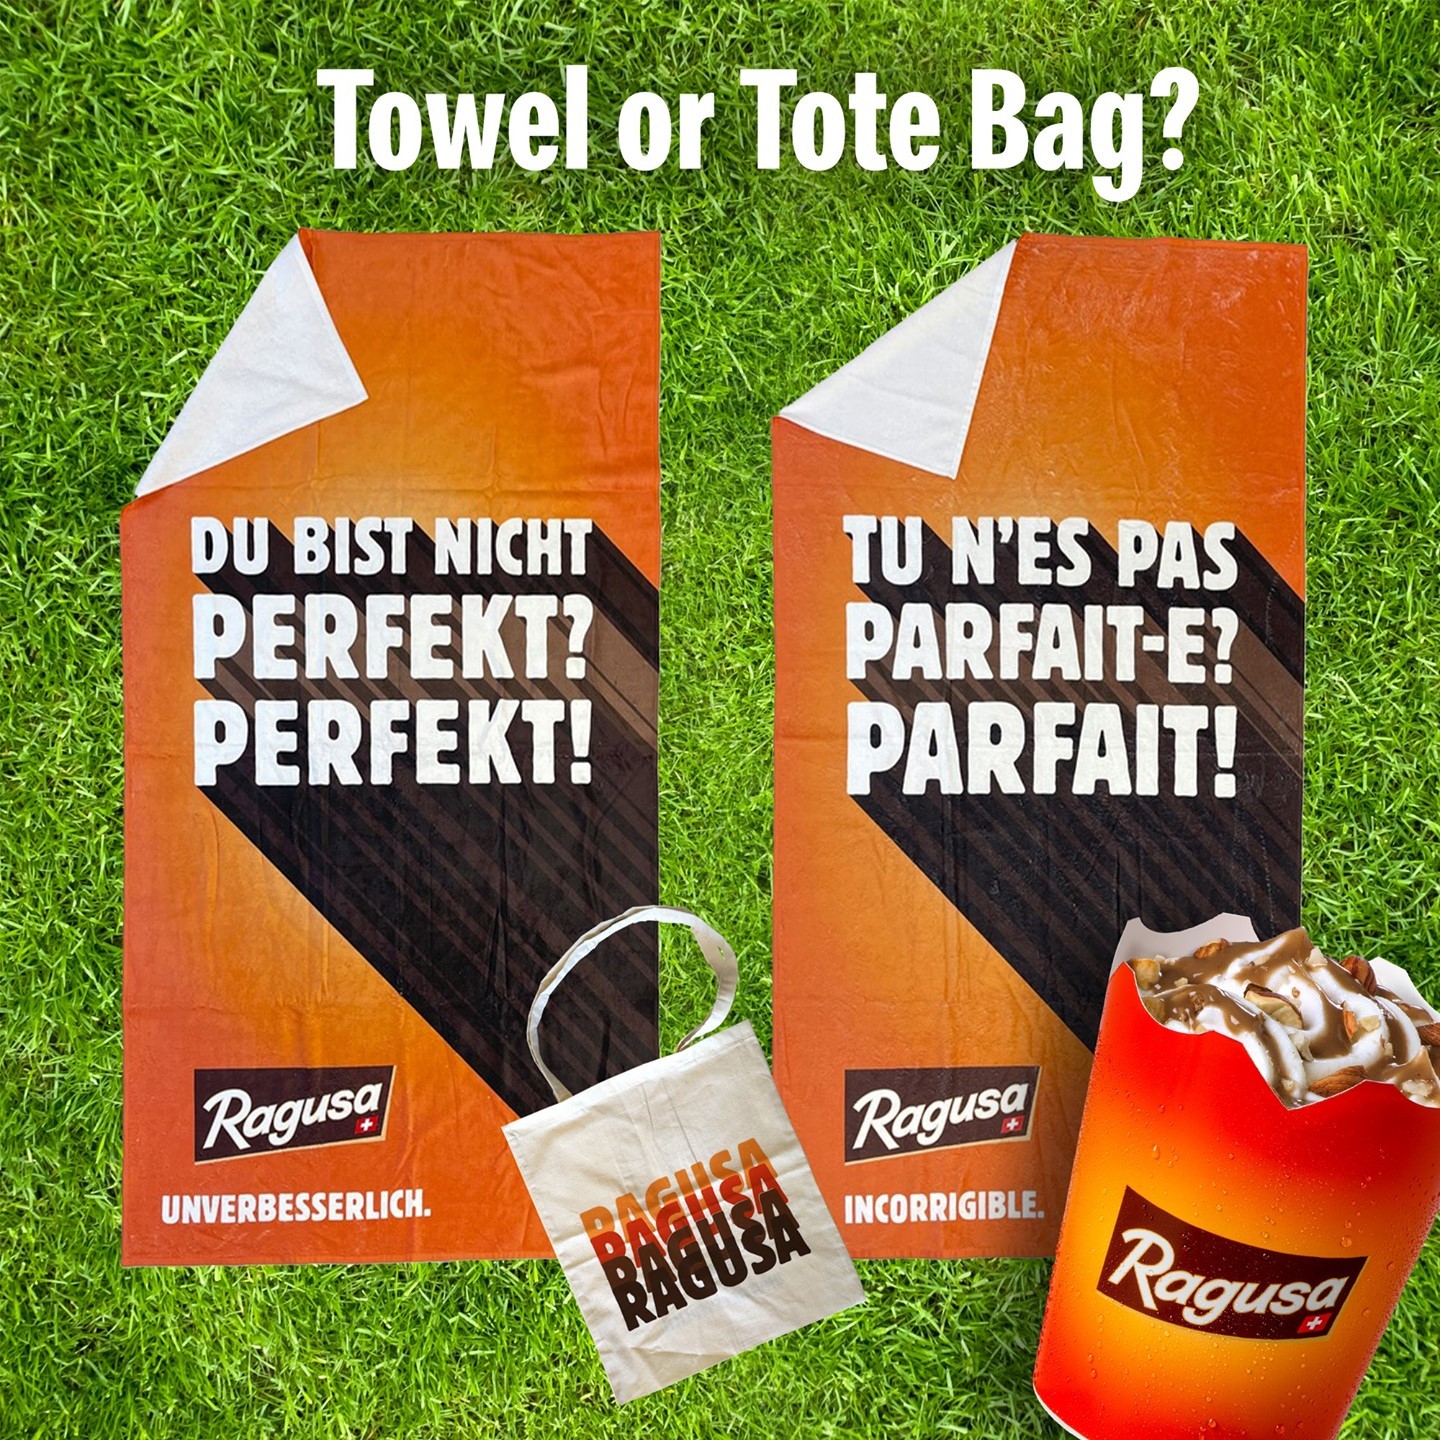 Towel or Tote Bag?
DU BIST NICHT
PERFEKT?
PERFEKT!
Ragusa
UNVERBESSERLICH.
TU N'ES PAS
PARFAIT-E?
PARFAIT!
Ragusa
INCORRIGIBLE.
RAGUSA
RAGUSA
RAGUSA
RAGUSA
Ragusa